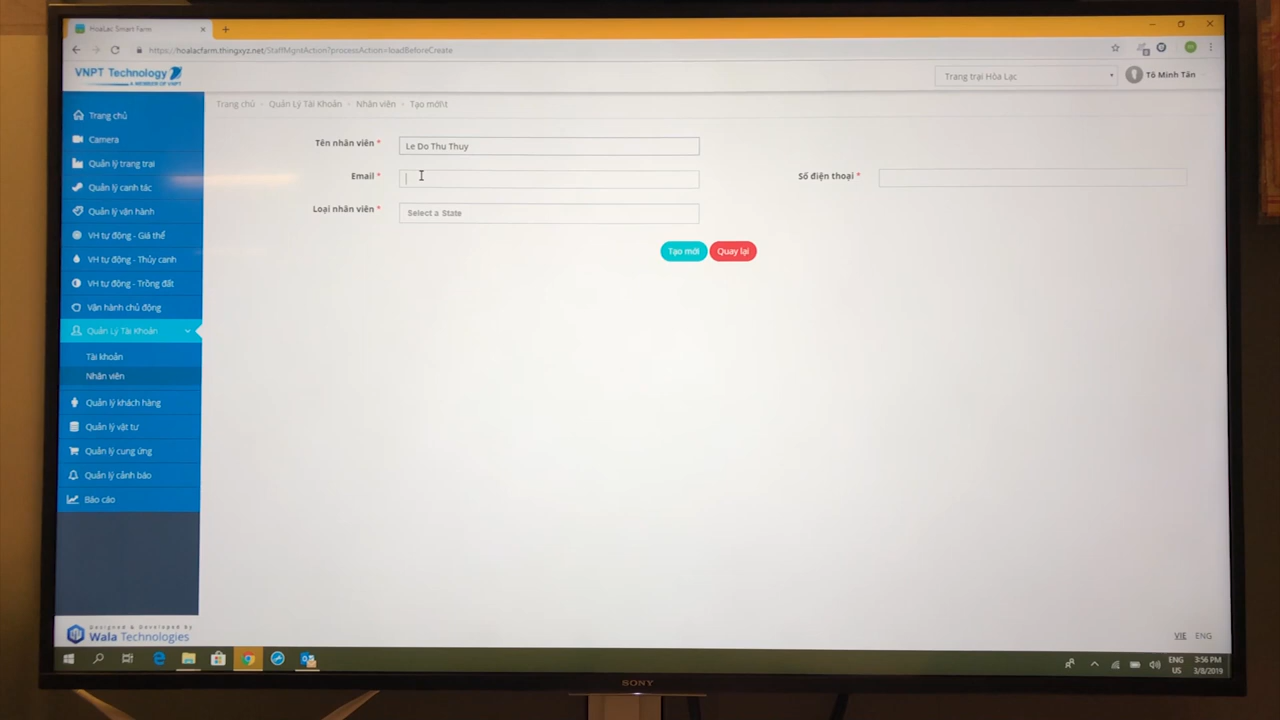 HoaLac Smart Farm
https://hoalacfarm.thingxyz.net/StaffMgntAction?processAction=loadBeforeCreate
VNPT Technology
A MEMBER OF VNPT
Trang trại Hòa Lạc
Tô Minh Tân
Trang chủ
Camera
Quản lý trang trại
Quản lý canh tác
Quản lý vận hành
VH tự động - Giá thể
VH tự động - Thủy canh
VH tự động - Trồng đất
Vận hành chủ động
Quản Lý Tài Khoản
Tài khoản
Nhân viên
Quản lý khách hàng
Quản lý vật tư
Quản lý cung ứng
Quản lý cảnh báo
Báo cáo
Designed & Developed by
Wala Technologies
Trang chủ - Quản Lý Tài Khoản - Nhân viên - Tạo mới!t
Tên nhân viên * Le Do Thu Thuy
Email *
Số điện thoại *
Loại nhân viên * Select a State
Tạo mới Quay lại
VIE ENG
ENG
US
3:56 PM
3/8/2019
SONY